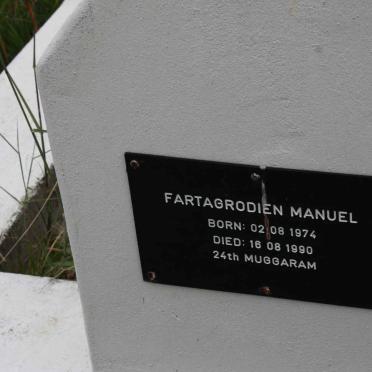 FARTAGRODIEN MANUEL
BORN: 02 08 1974
DIED: 16 08 1990
24th MUGGARAM